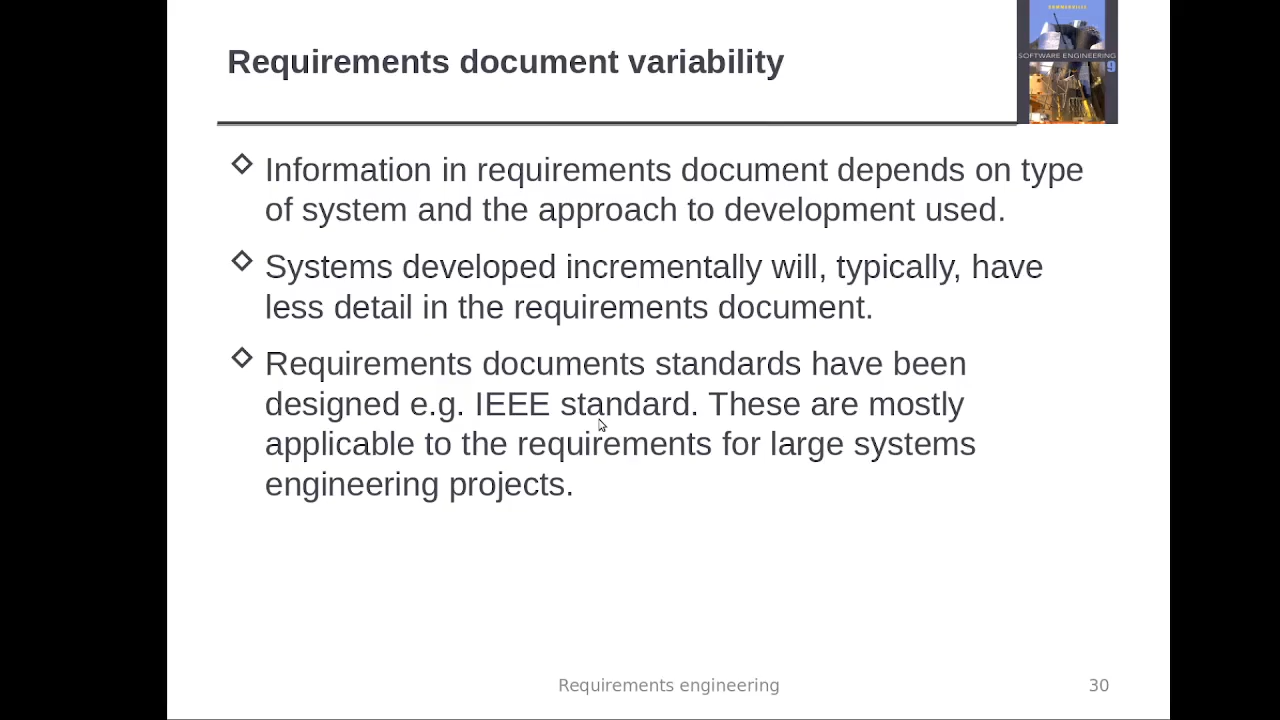 SOMMERVILLE
SOFTWARE ENGINEERING
9
Requirements document variability
Information in requirements document depends on type
of system and the approach to development used.
Systems developed incrementally will, typically, have
less detail in the requirements document.
Requirements documents standards have been
designed e.g. IEEE standard. These are mostly
applicable to the requirements for large systems
engineering projects.
Requirements engineering
30